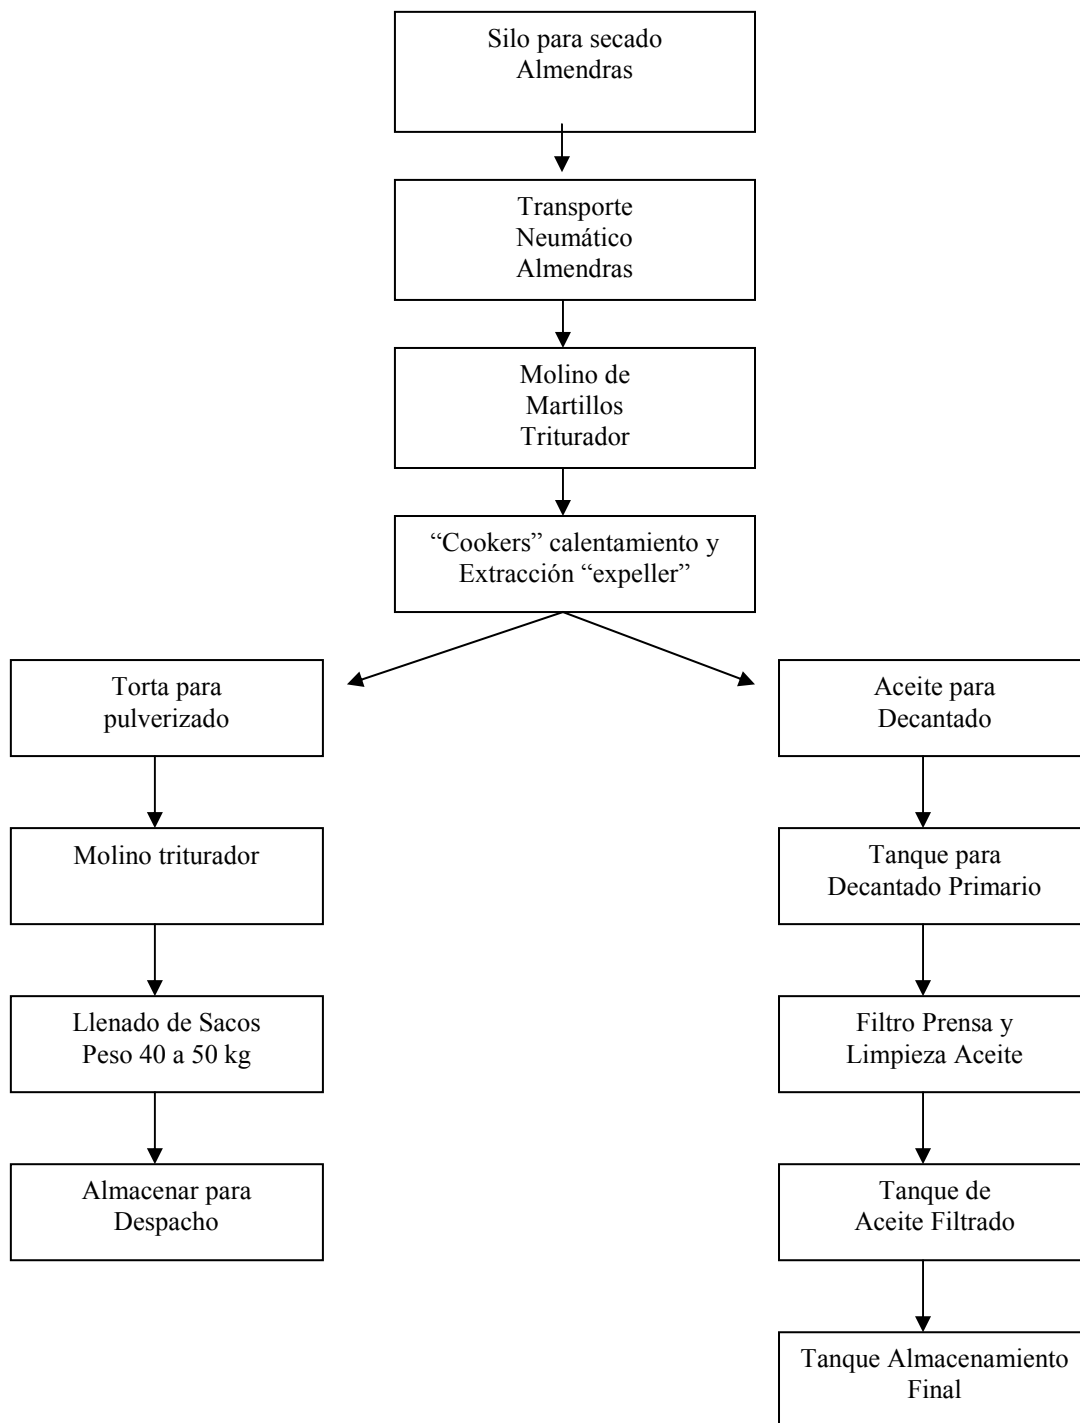 Silo para secado
Almendras
Transporte
Neumático
Almendras
Molino de
Martillos
Triturador
“Cookers” calentamiento y
Extracción “expeller”
Torta para
pulverizado
Aceite para
Decantado
Molino triturador
Tanque para
Decantado Primario
Llenado de Sacos
Peso 40 a 50 kg
Filtro Prensa y
Limpieza Aceite
Almacenar para
Despacho
Tanque de
Aceite Filtrado
Tanque Almacenamiento
Final